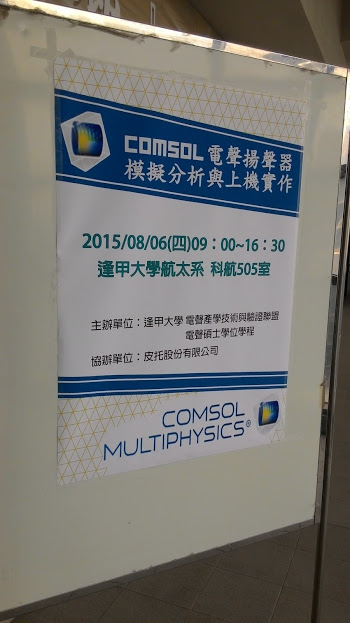 COMSOL 電聲揚聲器
模擬分析與上機實作
2015/08/06(四)09：00~16：30
逢甲大學航太系 科航505室
主辦單位：逢甲大學 電聲產學技術與驗證聯盟
電聲碩士學位學程
協辦單位：皮托股份有限公司
COMSOL
MULTIPHYSICS®